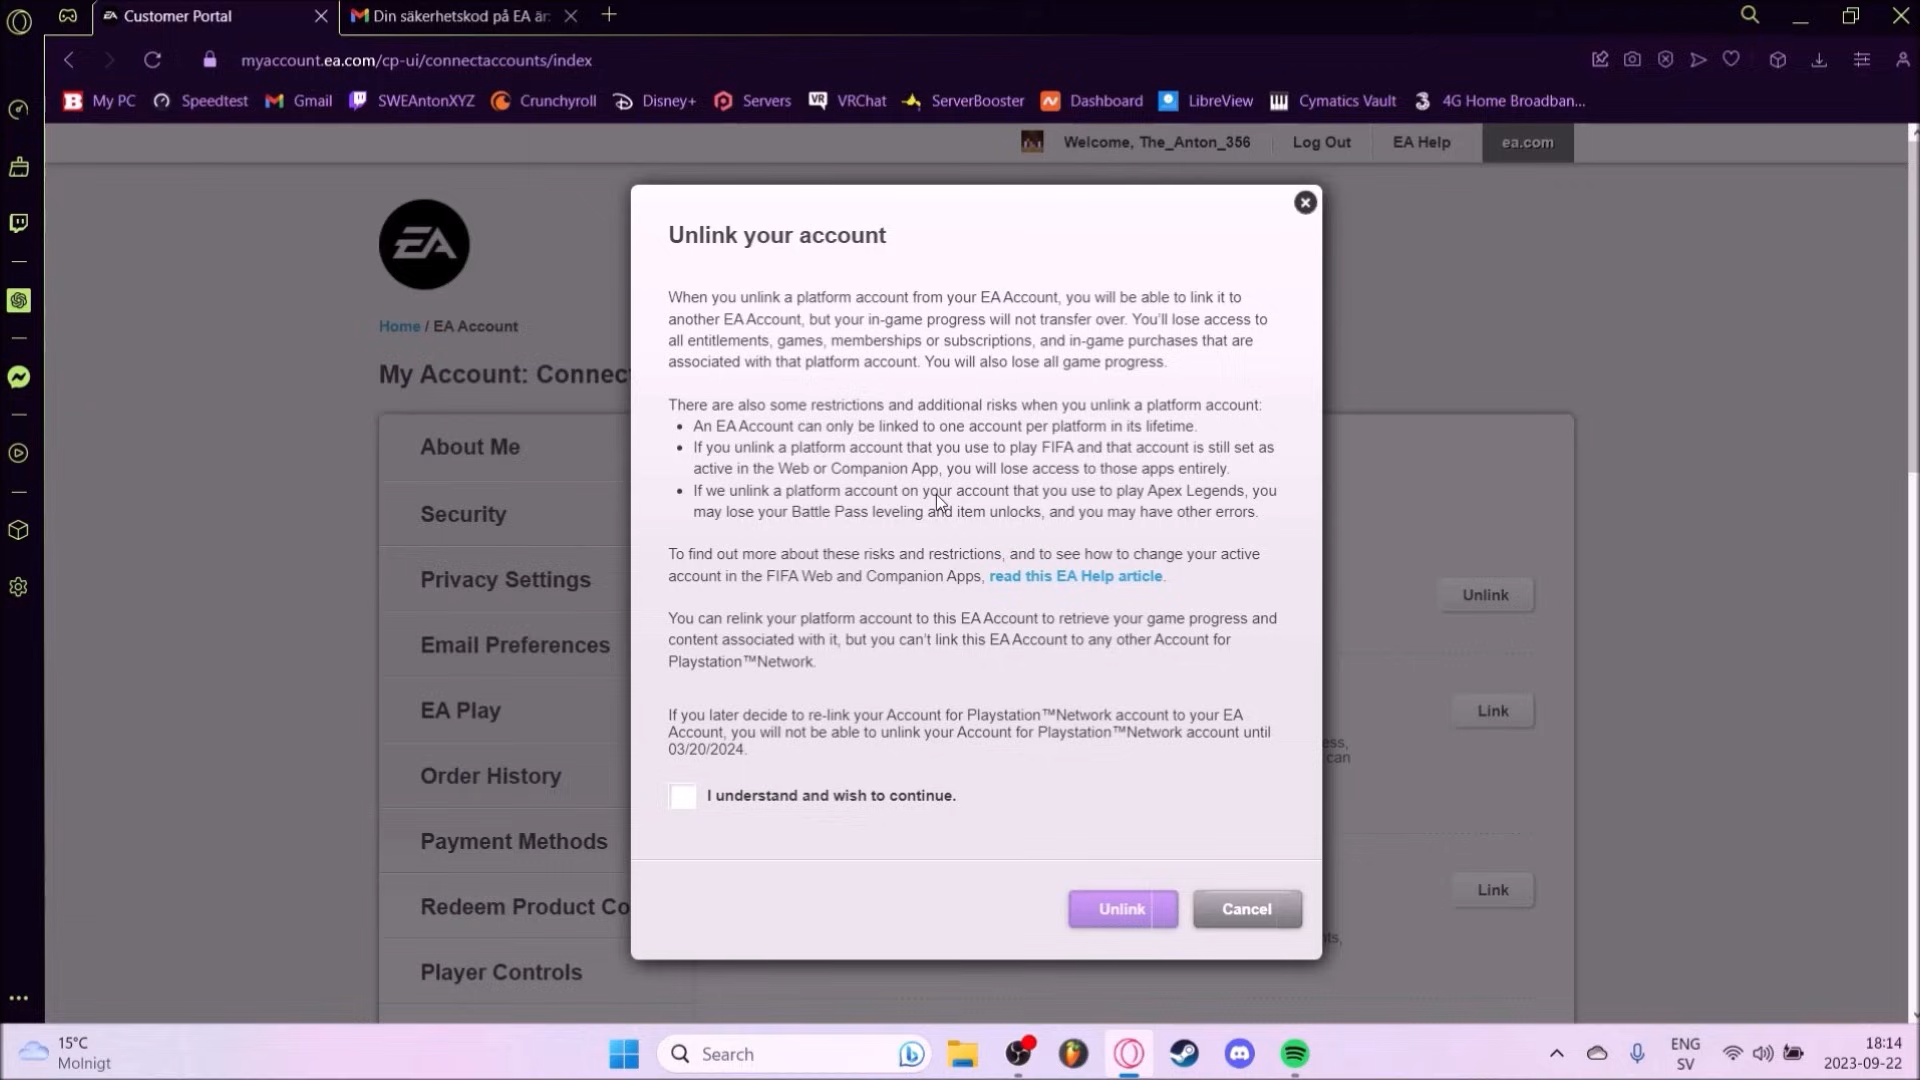 Customer Portal
Din säkerhetskod på EA är:
myaccount.ea.com/cp-ui/connectaccounts/index
My PC Speedtest Gmail SWEAntonXYZ Crunchyroll Disney+ Servers VRChat ServerBooster Dashboard LibreView Cymatics Vault 4G Home Broadban...
Welcome, The_Anton_356 Log Out EA Help ea.com
EA
Home / EA Account
My Account: Connec
About Me
Security
Privacy Settings
Email Preferences
EA Play
Order History
Payment Methods
Redeem Product Co
Player Controls
Unlink your account
When you unlink a platform account from your EA Account, you will be able to link it to
another EA Account, but your in-game progress will not transfer over. You'll lose access to
all entitlements, games, memberships or subscriptions, and in-game purchases that are
associated with that platform account. You will also lose all game progress.
There are also some restrictions and additional risks when you unlink a platform account:
• An EA Account can only be linked to one account per platform in its lifetime.
• If you unlink a platform account that you use to play FIFA and that account is still set as
active in the Web or Companion App, you will lose access to those apps entirely.
• If we unlink a platform account on your account that you use to play Apex Legends, you
may lose your Battle Pass leveling and item unlocks, and you may have other errors.
To find out more about these risks and restrictions, and to see how to change your active
account in the FIFA Web and Companion Apps, read this EA Help article.
You can relink your platform account to this EA Account to retrieve your game progress and
content associated with it, but you can't link this EA Account to any other Account for
Playstation™Network.
If you later decide to re-link your Account for Playstation™Network account to your EA
Account, you will not be able to unlink your Account for Playstation™Network account until
03/20/2024.
I understand and wish to continue.
Unlink Cancel
Unlink
Link
ess,
can
Link
nts,
15°C
Molnigt
Search
ENG
SV
18:14
2023-09-22